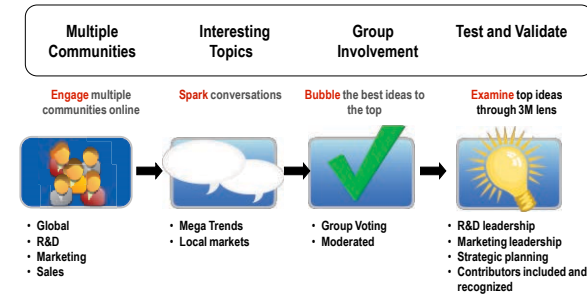 Multiple
Communities
Interesting
Topics
Group
Involvement
Test and Validate
Engage multiple
communities online
Spark conversations
Bubble the best ideas to
the top
Examine top ideas
through 3M lens
• Global
• R&D
• Marketing
• Sales
• Mega Trends
• Local markets
• Group Voting
• Moderated
• R&D leadership
• Marketing leadership
• Strategic planning
• Contributors included and
recognized